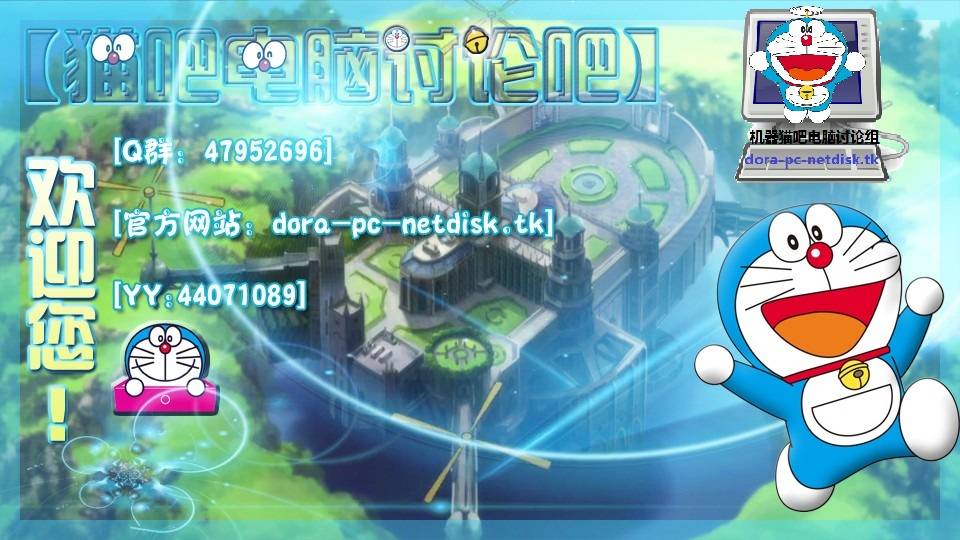 【猫吧电脑讨论吧】
机器猫吧电脑讨论组
dora-pc-netdisk.tk
[Q群：47952696]
[官方网站：dora-pc-netdisk.tk]
[YY:44071089]
欢迎您！